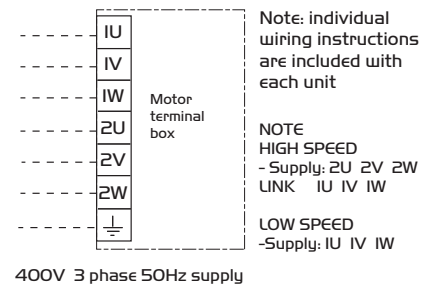 1U
1V
1W
2U
2V
2W
Motor
terminal
box
Note: individual
wiring instructions
are included with
each unit
NOTE
HIGH SPEED
- Supply: 2U 2V 2W
LINK 1U 1V 1W
LOW SPEED
-Supply: 1U 1V 1W
400V 3 phase 50Hz supply